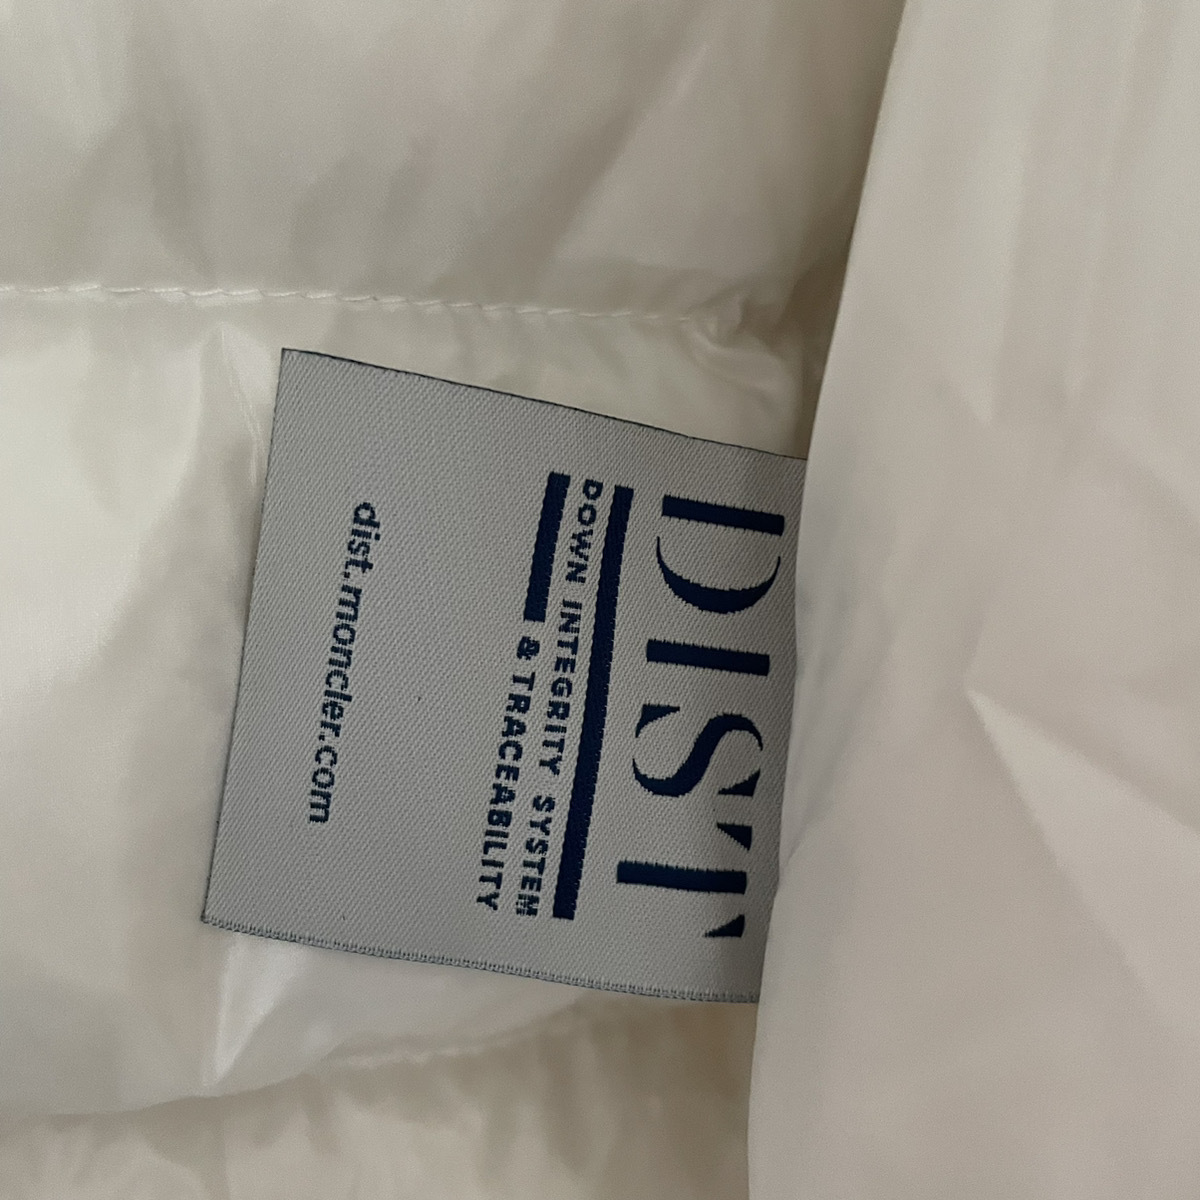 DIST
DOWN INTEGRITY SYSTEM
& TRACEABILITY
dist.moncler.com